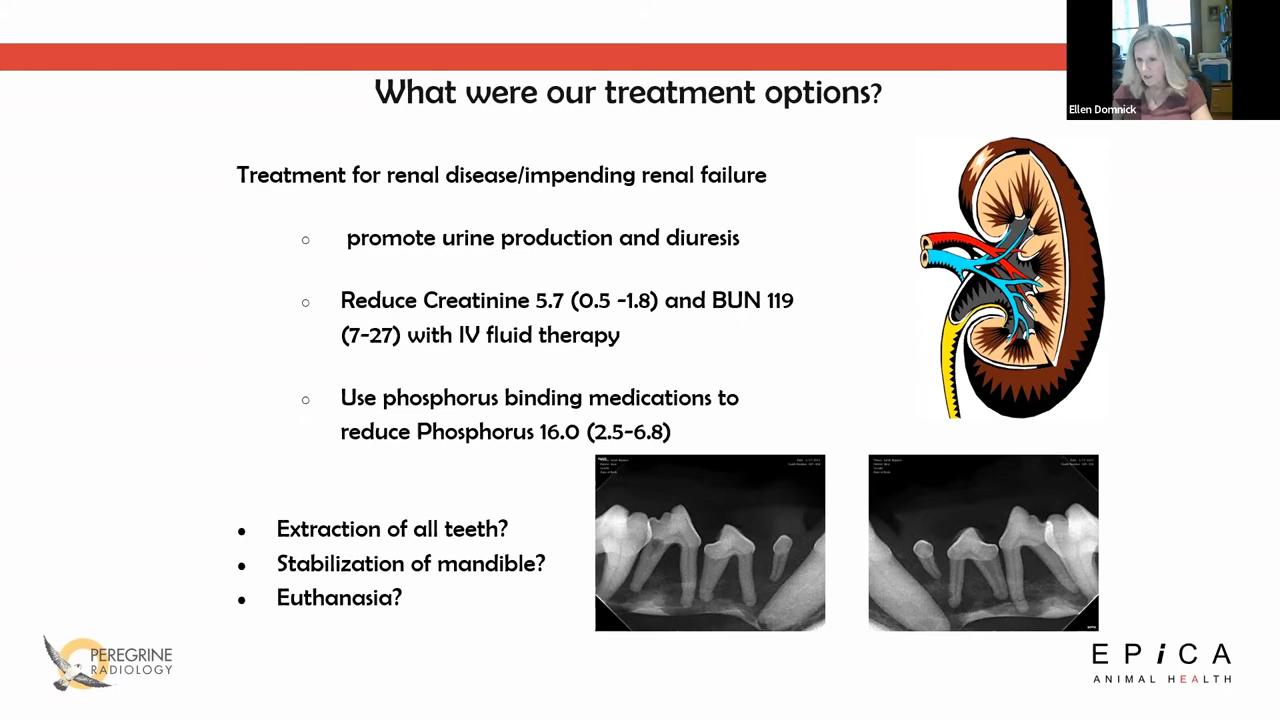 Ellen Domnick
What were our treatment options?
Treatment for renal disease/impending renal failure
○ promote urine production and diuresis
○ Reduce Creatinine 5.7 (0.5 -1.8) and BUN 119
(7-27) with IV fluid therapy
○ Use phosphorus binding medications to
reduce Phosphorus 16.0 (2.5-6.8)
• Extraction of all teeth?
• Stabilization of mandible?
• Euthanasia?
PEREGRINE
RADIOLOGY
EPiCA
ANIMAL HEALTH